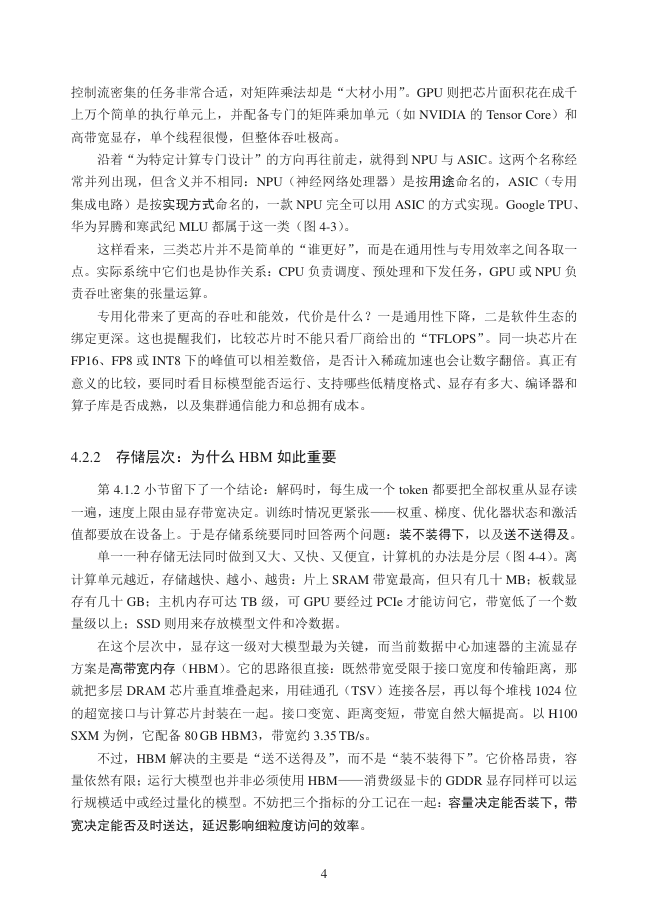 控制流密集的任务非常合适，对矩阵乘法却是“大材小用”。GPU 则把芯片面积花在成千
上万个简单的执行单元上，并配备专门的矩阵乘加单元（如 NVIDIA 的 Tensor Core）和
高带宽显存，单个线程很慢，但整体吞吐极高。
沿着“为特定计算专门设计”的方向再往前走，就得到 NPU 与 ASIC。这两个名称经
常并列出现，但含义并不相同：NPU（神经网络处理器）是按用途命名的，ASIC（专用
集成电路）是按实现方式命名的，一款 NPU 完全可以用 ASIC 的方式实现。Google TPU、
华为昇腾和寒武纪 MLU 都属于这一类（图 4-3）。
这样看来，三类芯片并不是简单的“谁更好”，而是在通用性与专用效率之间各取一
点。实际系统中它们也是协作关系：CPU 负责调度、预处理和下发任务，GPU 或 NPU 负
责吞吐密集的张量运算。
专用化带来了更高的吞吐和能效，代价是什么？一是通用性下降，二是软件生态的
绑定更深。这也提醒我们，比较芯片时不能只看厂商给出的“TFLOPS”。同一块芯片在
FP16、FP8 或 INT8 下的峰值可以相差数倍，是否计入稀疏加速也会让数字翻倍。真正有
意义的比较，要同时看目标模型能否运行、支持哪些低精度格式、显存有多大、编译器和
算子库是否成熟，以及集群通信能力和总拥有成本。
4.2.2 存储层次：为什么 HBM 如此重要
第 4.1.2 小节留下了一个结论：解码时，每生成一个 token 都要把全部权重从显存读
一遍，速度上限由显存带宽决定。训练时情况更紧张——权重、梯度、优化器状态和激活
值都要放在设备上。于是存储系统要同时回答两个问题：装不装得下，以及送不送得及。
单一一种存储无法同时做到又大、又快、又便宜，计算机的办法是分层（图 4-4）。离
计算单元越近，存储越快、越小、越贵：片上 SRAM 带宽最高，但只有几十 MB；板载显
存有几十 GB；主机内存可达 TB 级，可 GPU 要经过 PCIe 才能访问它，带宽低了一个数
量级以上；SSD 则用来存放模型文件和冷数据。
在这个层次中，显存这一级对大模型最为关键，而当前数据中心加速器的主流显存
方案是高带宽内存（HBM）。它的思路很直接：既然带宽受限于接口宽度和传输距离，那
就把多层 DRAM 芯片垂直堆叠起来，用硅通孔（TSV）连接各层，再以每个堆栈 1024 位
的超宽接口与计算芯片封装在一起。接口变宽、距离变短，带宽自然大幅提高。以 H100
SXM 为例，它配备 80 GB HBM3，带宽约 3.35 TB/s。
不过，HBM 解决的主要是“送不送得及”，而不是“装不装得下”。它价格昂贵，容
量依然有限；运行大模型也并非必须使用 HBM——消费级显卡的 GDDR 显存同样可以运
行规模适中或经过量化的模型。不妨把三个指标的分工记在一起：容量决定能否装下，带
宽决定能否及时送达，延迟影响细粒度访问的效率。
4